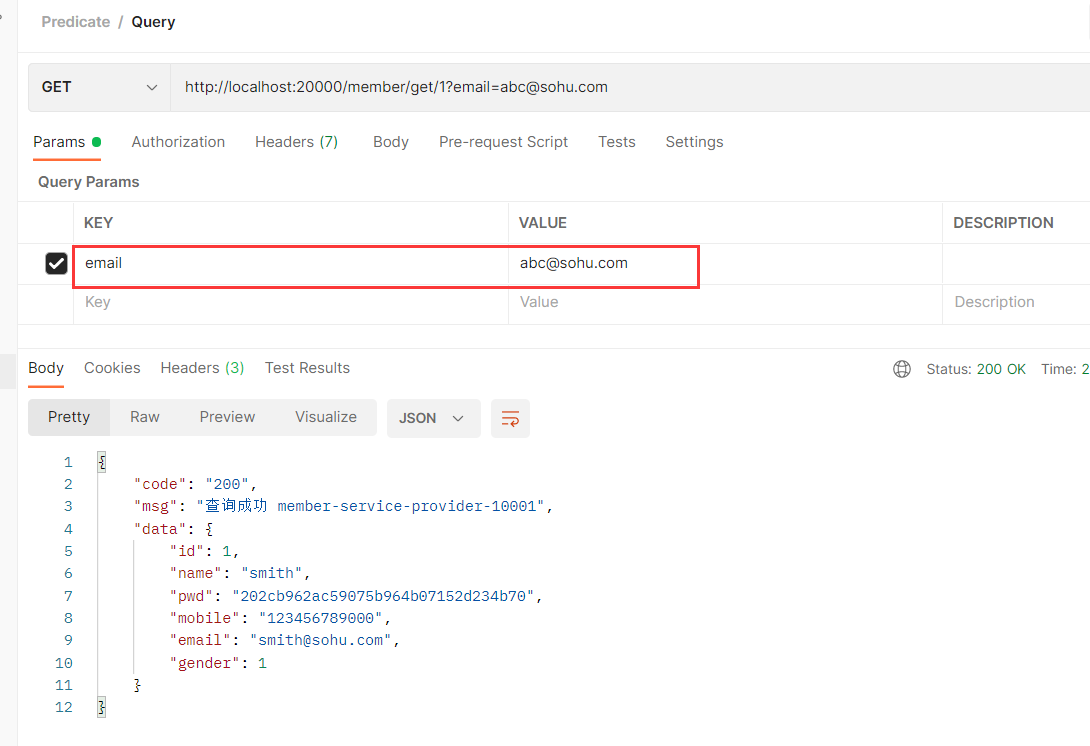 Predicate / Query
GET http://localhost:20000/member/get/1?email=abc@sohu.com
Params Authorization Headers (7) Body Pre-request Script Tests Settings
Query Params
KEY VALUE DESCRIPTION
email abc@sohu.com
Key Value Description
Body Cookies Headers (3) Test Results Status: 200 OK Time: 2
Pretty Raw Preview Visualize JSON
1 {
2 "code": "200",
3 "msg": "查询成功 member-service-provider-10001",
4 "data": {
5 "id": 1,
6 "name": "smith",
7 "pwd": "202cb962ac59075b964b07152d234b70",
8 "mobile": "123456789000",
9 "email": "smith@sohu.com",
10 "gender": 1
11 }
12 }